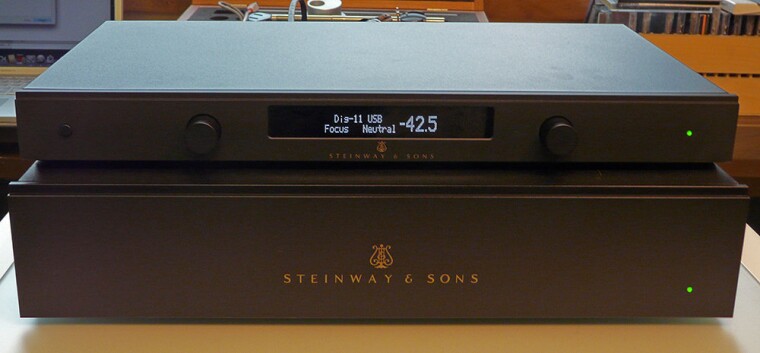 Dig-11 USB
Focus Neutral -42.5
STEINWAY & SONS
STEINWAY & SONS